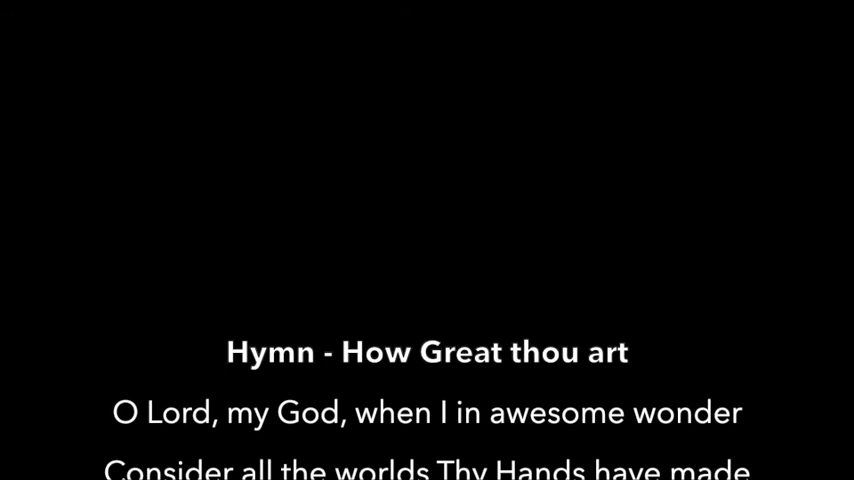 Hymn - How Great thou art
O Lord, my God, when I in awesome wonder
Consider all the worlds Thy Hands have made